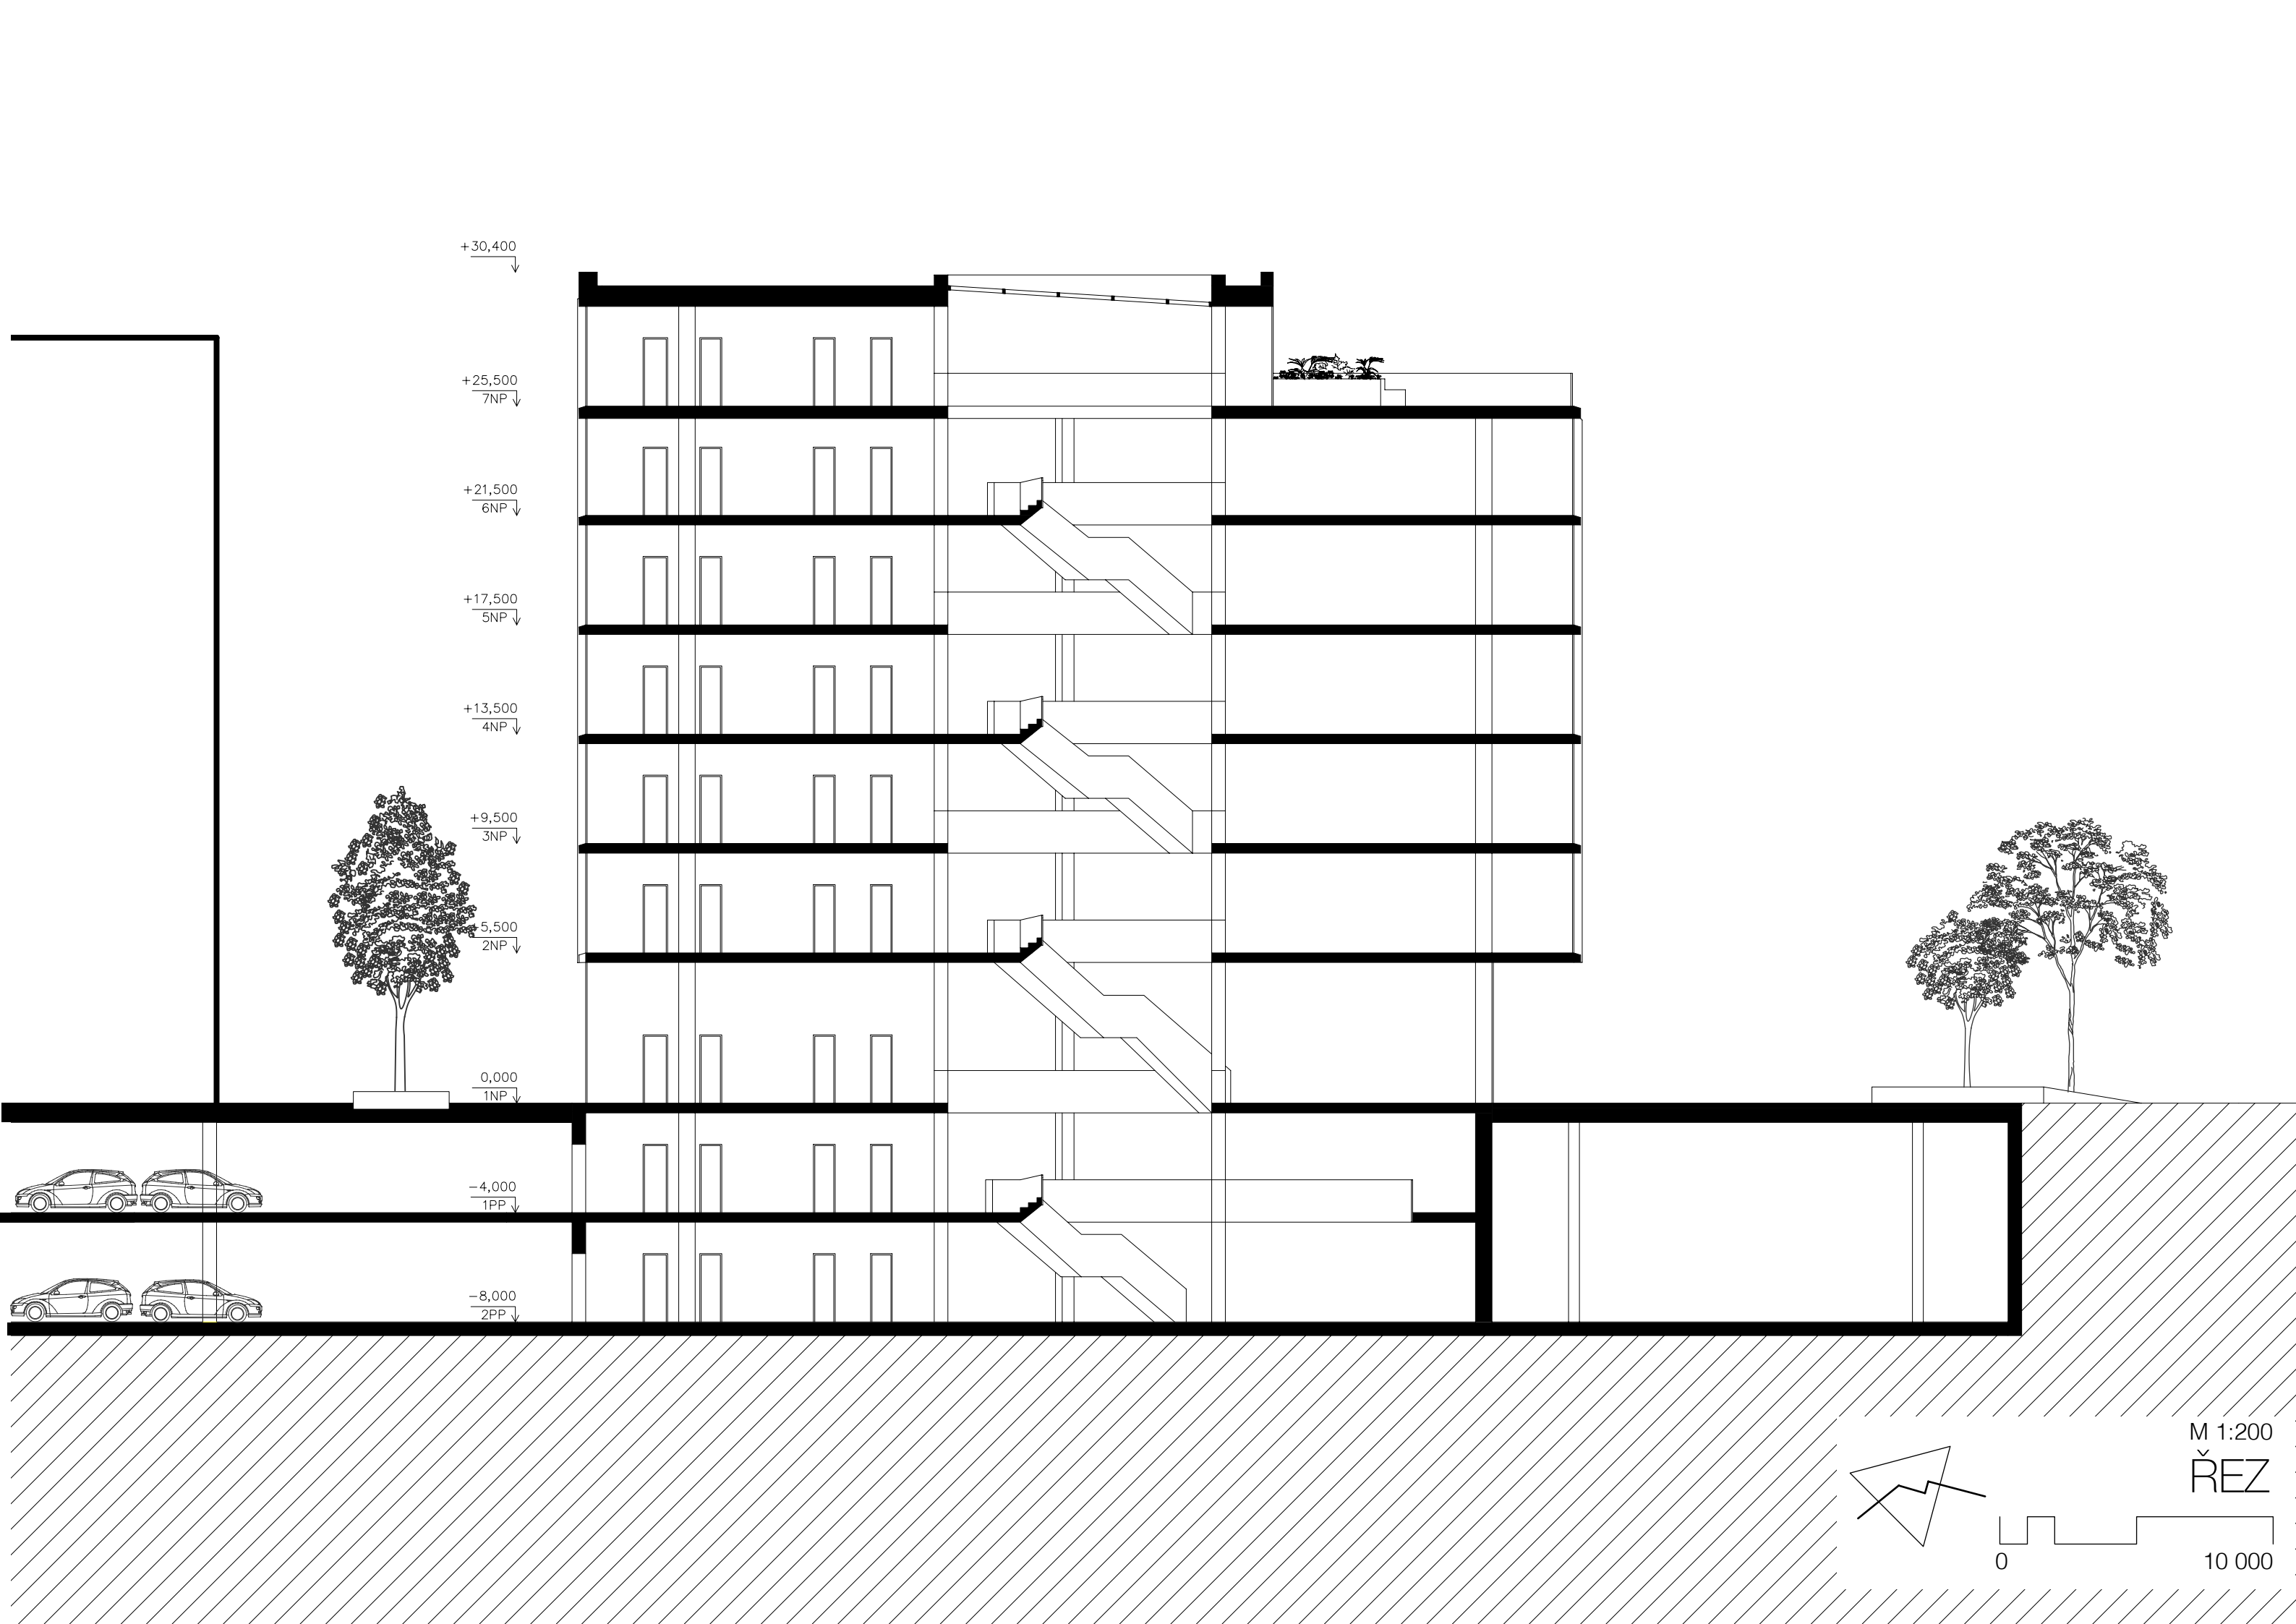 +30,400
+25,500
7NP
+21,500
6NP
+17,500
5NP
+13,500
4NP
+9,500
3NP
+5,500
2NP
0,000
1NP
−4,000
1PP
−8,000
2PP
M 1:200
ŘEZ
0 10 000